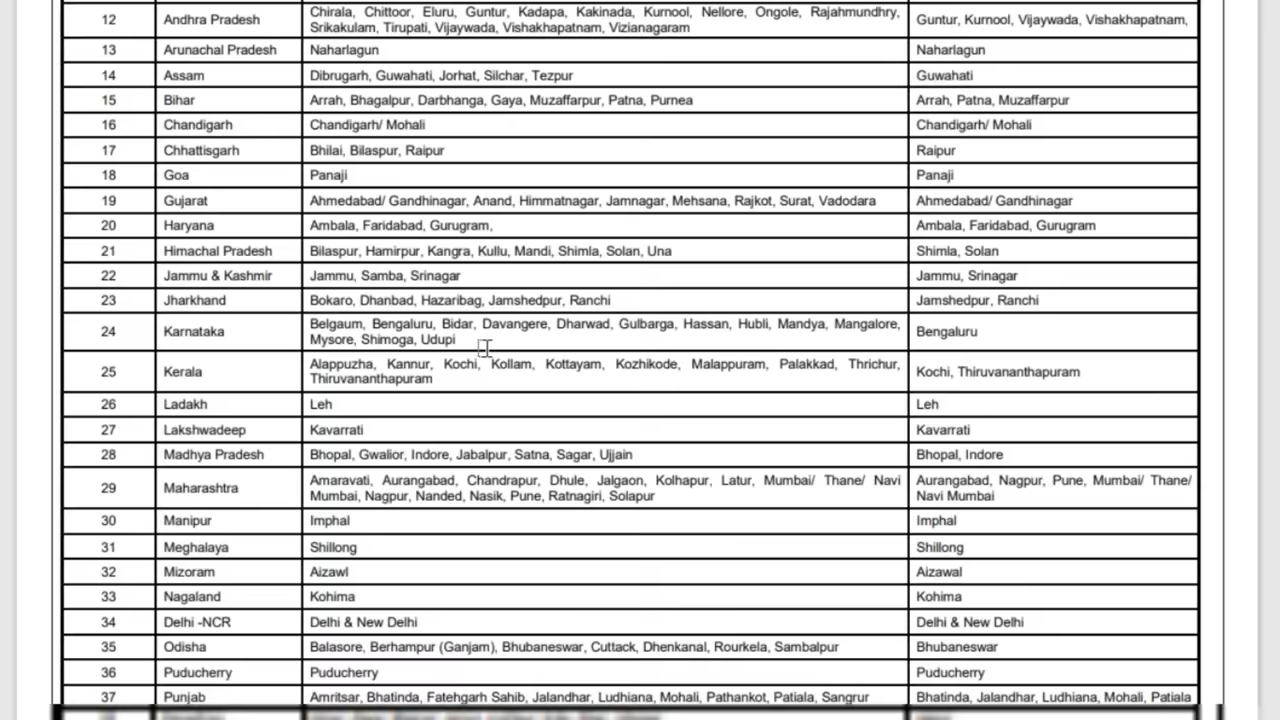 12 Andhra Pradesh Chirala, Chittoor, Eluru, Guntur, Kadapa, Kakinada, Kurnool, Nellore, Ongole, Rajahmundhry, Srikakulam, Tirupati, Vijaywada, Vishakhapatnam, Vizianagaram Guntur, Kurnool, Vijaywada, Vishakhapatnam,
13 Arunachal Pradesh Naharlagun Naharlagun
14 Assam Dibrugarh, Guwahati, Jorhat, Silchar, Tezpur Guwahati
15 Bihar Arrah, Bhagalpur, Darbhanga, Gaya, Muzaffarpur, Patna, Purnea Arrah, Patna, Muzaffarpur
16 Chandigarh Chandigarh/ Mohali Chandigarh/ Mohali
17 Chhattisgarh Bhilai, Bilaspur, Raipur Raipur
18 Goa Panaji Panaji
19 Gujarat Ahmedabad/ Gandhinagar, Anand, Himmatnagar, Jamnagar, Mehsana, Rajkot, Surat, Vadodara Ahmedabad/ Gandhinagar
20 Haryana Ambala, Faridabad, Gurugram, Ambala, Faridabad, Gurugram
21 Himachal Pradesh Bilaspur, Hamirpur, Kangra, Kullu, Mandi, Shimla, Solan, Una Shimla, Solan
22 Jammu & Kashmir Jammu, Samba, Srinagar Jammu, Srinagar
23 Jharkhand Bokaro, Dhanbad, Hazaribag, Jamshedpur, Ranchi Jamshedpur, Ranchi
24 Karnataka Belgaum, Bengaluru, Bidar, Davangere, Dharwad, Gulbarga, Hassan, Hubli, Mandya, Mangalore, Mysore, Shimoga, Udupi Bengaluru
25 Kerala Alappuzha, Kannur, Kochi, Kollam, Kottayam, Kozhikode, Malappuram, Palakkad, Thrichur, Thiruvananthapuram Kochi, Thiruvananthapuram
26 Ladakh Leh Leh
27 Lakshwadeep Kavarrati Kavarrati
28 Madhya Pradesh Bhopal, Gwalior, Indore, Jabalpur, Satna, Sagar, Ujjain Bhopal, Indore
29 Maharashtra Amaravati, Aurangabad, Chandrapur, Dhule, Jalgaon, Kolhapur, Latur, Mumbai/ Thane/ Navi Mumbai, Nagpur, Nanded, Nasik, Pune, Ratnagiri, Solapur Aurangabad, Nagpur, Pune, Mumbai/ Thane/ Navi Mumbai
30 Manipur Imphal Imphal
31 Meghalaya Shillong Shillong
32 Mizoram Aizawl Aizawal
33 Nagaland Kohima Kohima
34 Delhi -NCR Delhi & New Delhi Delhi & New Delhi
35 Odisha Balasore, Berhampur (Ganjam), Bhubaneswar, Cuttack, Dhenkanal, Rourkela, Sambalpur Bhubaneswar
36 Puducherry Puducherry Puducherry
37 Punjab Amritsar, Bhatinda, Fatehgarh Sahib, Jalandhar, Ludhiana, Mohali, Pathankot, Patiala, Sangrur Bhatinda, Jalandhar, Ludhiana, Mohali, Patiala